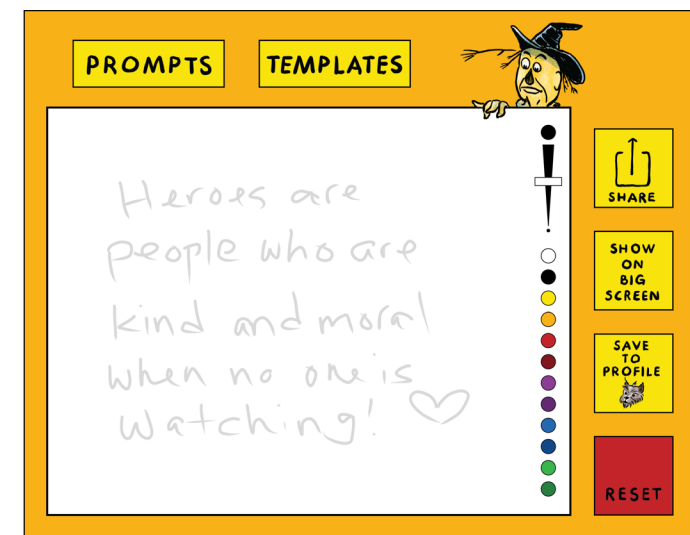 PROMPTS
TEMPLATES
SHARE
SHOW
ON
BIG
SCREEN
SAVE
TO
PROFILE
RESET
Heroes are
people who are
kind and moral
when no one is
watching! ♡